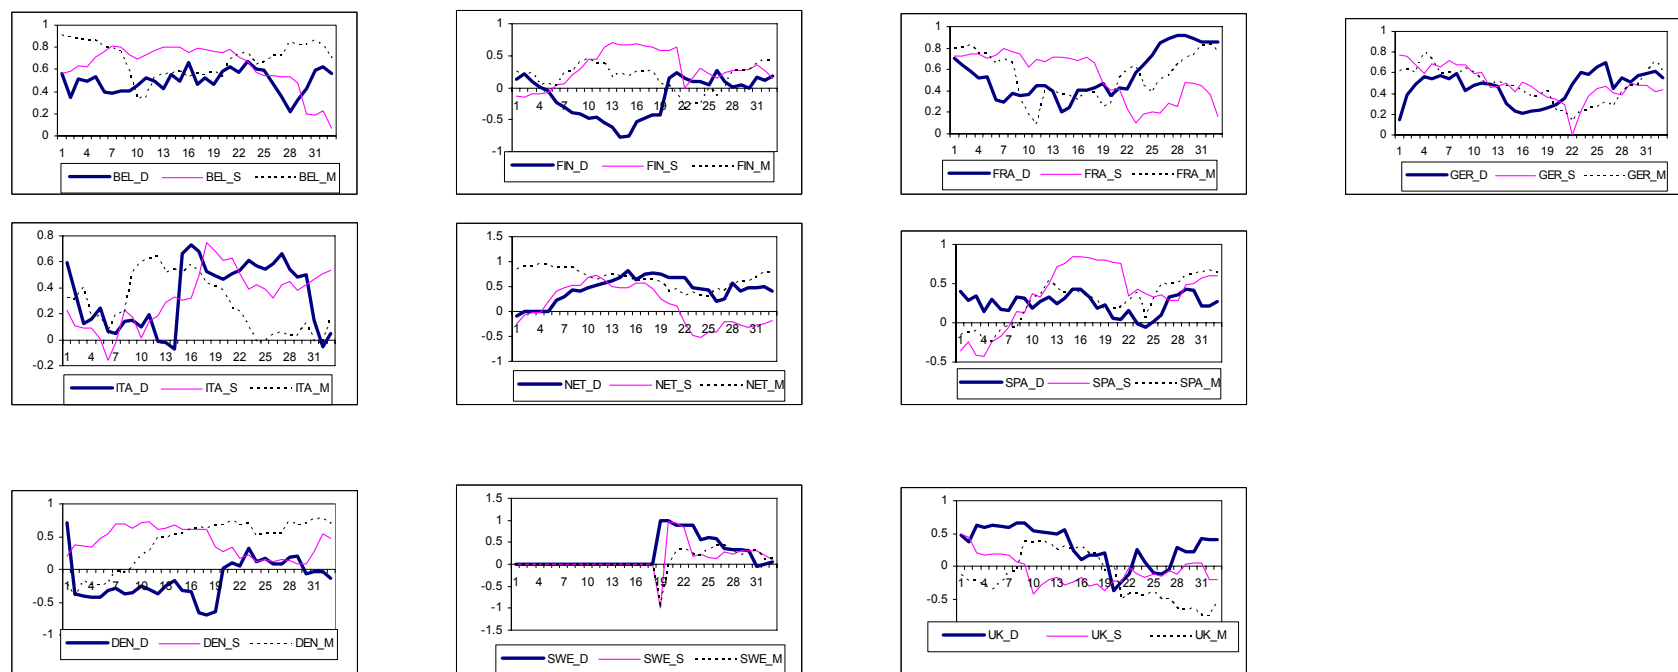 1
0.8
0.6
0.4
0.2
0
1 4 7 10 13 16 19 22 25 28 31
BEL_D BEL_S BEL_M
1
0.5
0
-0.5
-1
1 4 7 10 13 16 19 22 25 28 31
FIN_D FIN_S FIN_M
1
0.8
0.6
0.4
0.2
0
1 4 7 10 13 16 19 22 25 28 31
FRA_D FRA_S FRA_M
1
0.8
0.6
0.4
0.2
0
1 4 7 10 13 16 19 22 25 28 31
GER_D GER_S GER_M
0.8
0.6
0.4
0.2
0
-0.2
1 4 7 10 13 16 19 22 25 28 31
ITA_D ITA_S ITA_M
1.5
1
0.5
0
-0.5
-1
1 4 7 10 13 16 19 22 25 28 31
NET_D NET_S NET_M
1
0.5
0
-0.5
1 4 7 10 13 16 19 22 25 28 31
SPA_D SPA_S SPA_M
1
0.5
0
-0.5
-1
1 4 7 10 13 16 19 22 25 28 31
DEN_D DEN_S DEN_M
1.5
1
0.5
0
-0.5
-1
-1.5
1 4 7 10 13 16 19 22 25 28 31
SWE_D SWE_S SWE_M
1
0.5
0
-0.5
1 4 7 10 13 16 19 22 25 28 31
UK_D UK_S UK_M